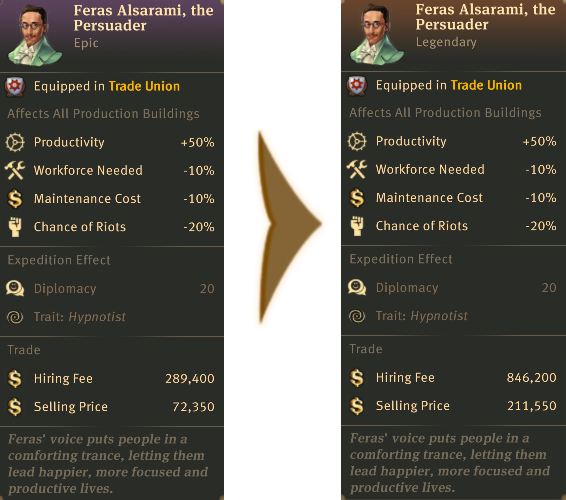 Feras Alsarami, the
Persuader
Epic
Equipped in Trade Union
Affects All Production Buildings
Productivity +50%
Workforce Needed -10%
Maintenance Cost -10%
Chance of Riots -20%
Expedition Effect
Diplomacy 20
Trait: Hypnotist
Trade
Hiring Fee 289,400
Selling Price 72,350
Feras' voice puts people in a
comforting trance, letting them
lead happier, more focused and
productive lives.
Feras Alsarami, the
Persuader
Legendary
Equipped in Trade Union
Affects All Production Buildings
Productivity +50%
Workforce Needed -10%
Maintenance Cost -10%
Chance of Riots -20%
Expedition Effect
Diplomacy 20
Trait: Hypnotist
Trade
Hiring Fee 846,200
Selling Price 211,550
Feras' voice puts people in a
comforting trance, letting them
lead happier, more focused and
productive lives.